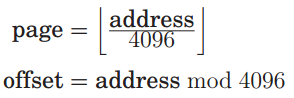 page = ⌊address / 4096⌋
offset = address mod 4096